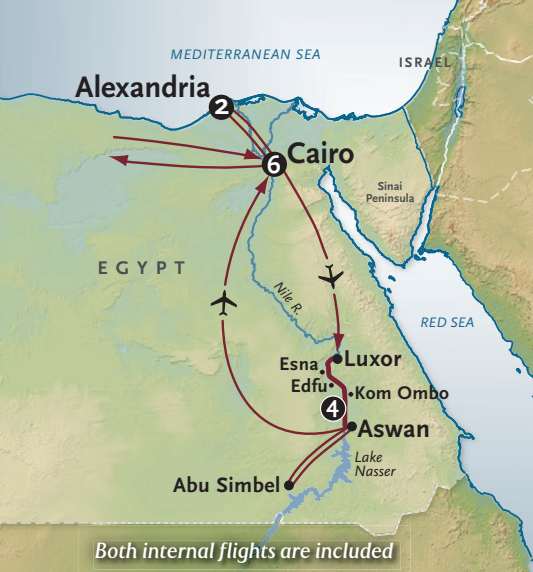 MEDITERRANEAN SEA
ISRAEL
Alexandria
2
6
Cairo
Sinai
Peninsula
EGYPT
Nile R.
RED SEA
Luxor
Esna
Edfu
Kom Ombo
4
Aswan
Lake
Nasser
Abu Simbel
Both internal flights are included